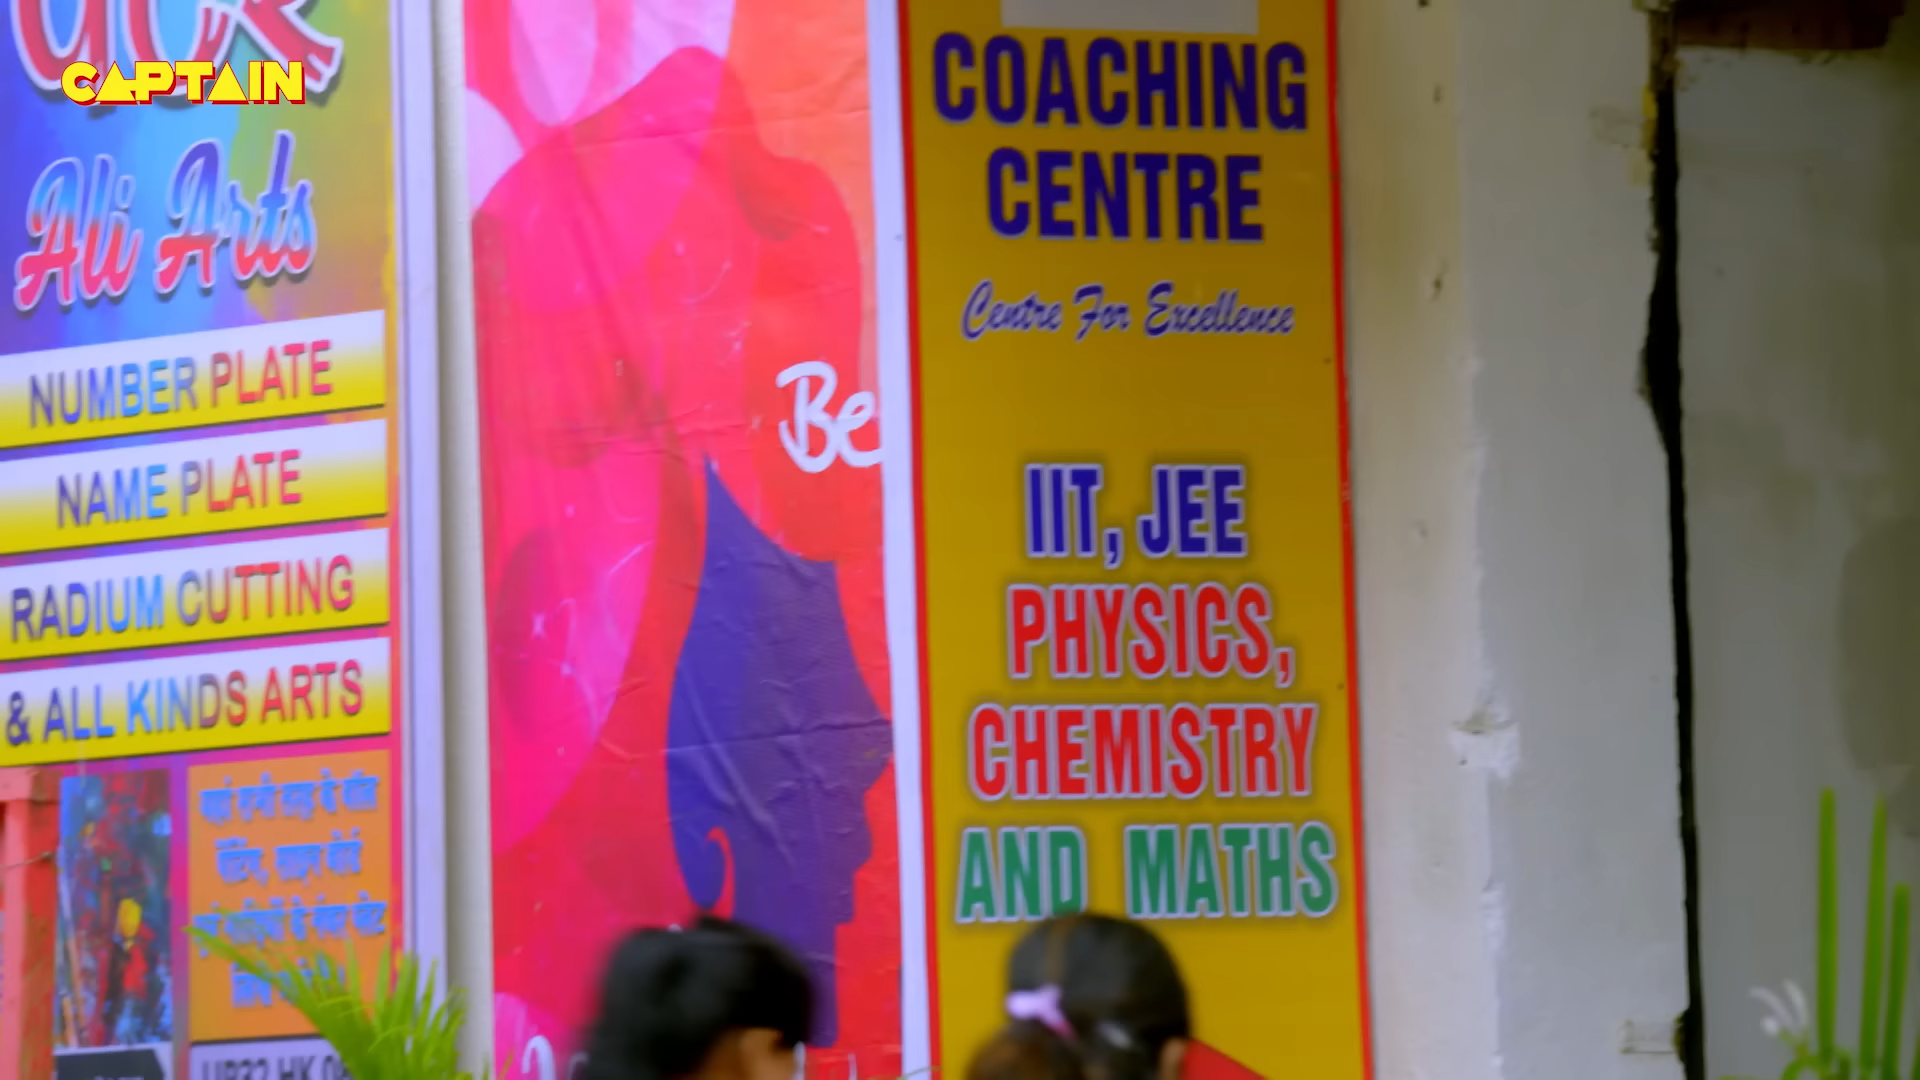 CAPTAIN
Ali Arts
NUMBER PLATE
NAME PLATE
RADIUM CUTTING
& ALL KINDS ARTS
Be
COACHING
CENTRE
Centre For Excellence
IIT, JEE
PHYSICS,
CHEMISTRY
AND MATHS